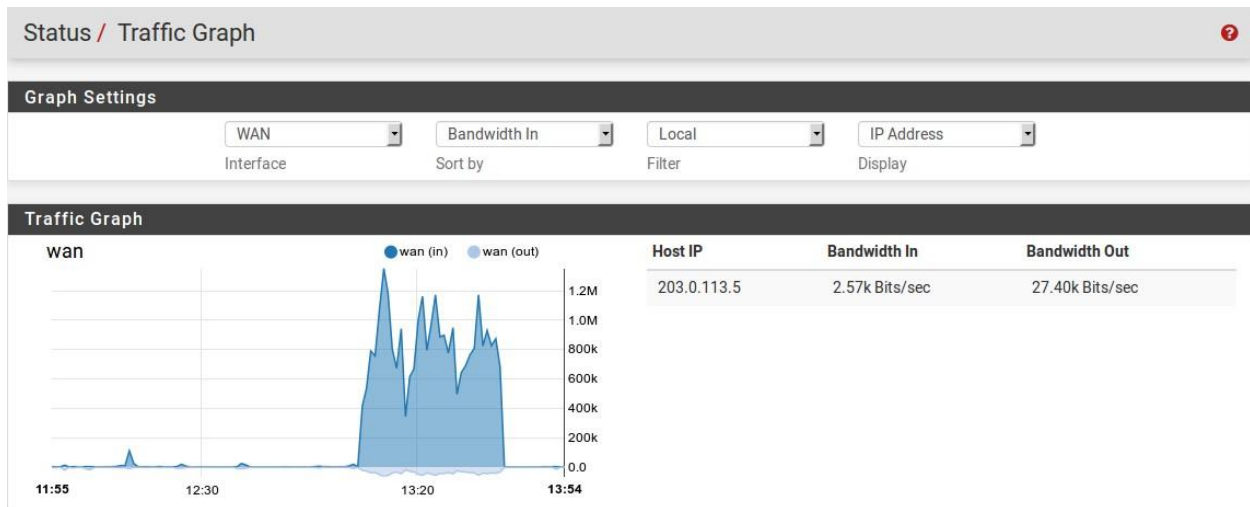 Status / Traffic Graph
Graph Settings
WAN Bandwidth In Local IP Address
Interface Sort by Filter Display
Traffic Graph
wan wan (in) wan (out)
1.2M
1.0M
800k
600k
400k
200k
0.0
11:55 12:30 13:20 13:54
Host IP Bandwidth In Bandwidth Out
203.0.113.5 2.57k Bits/sec 27.40k Bits/sec